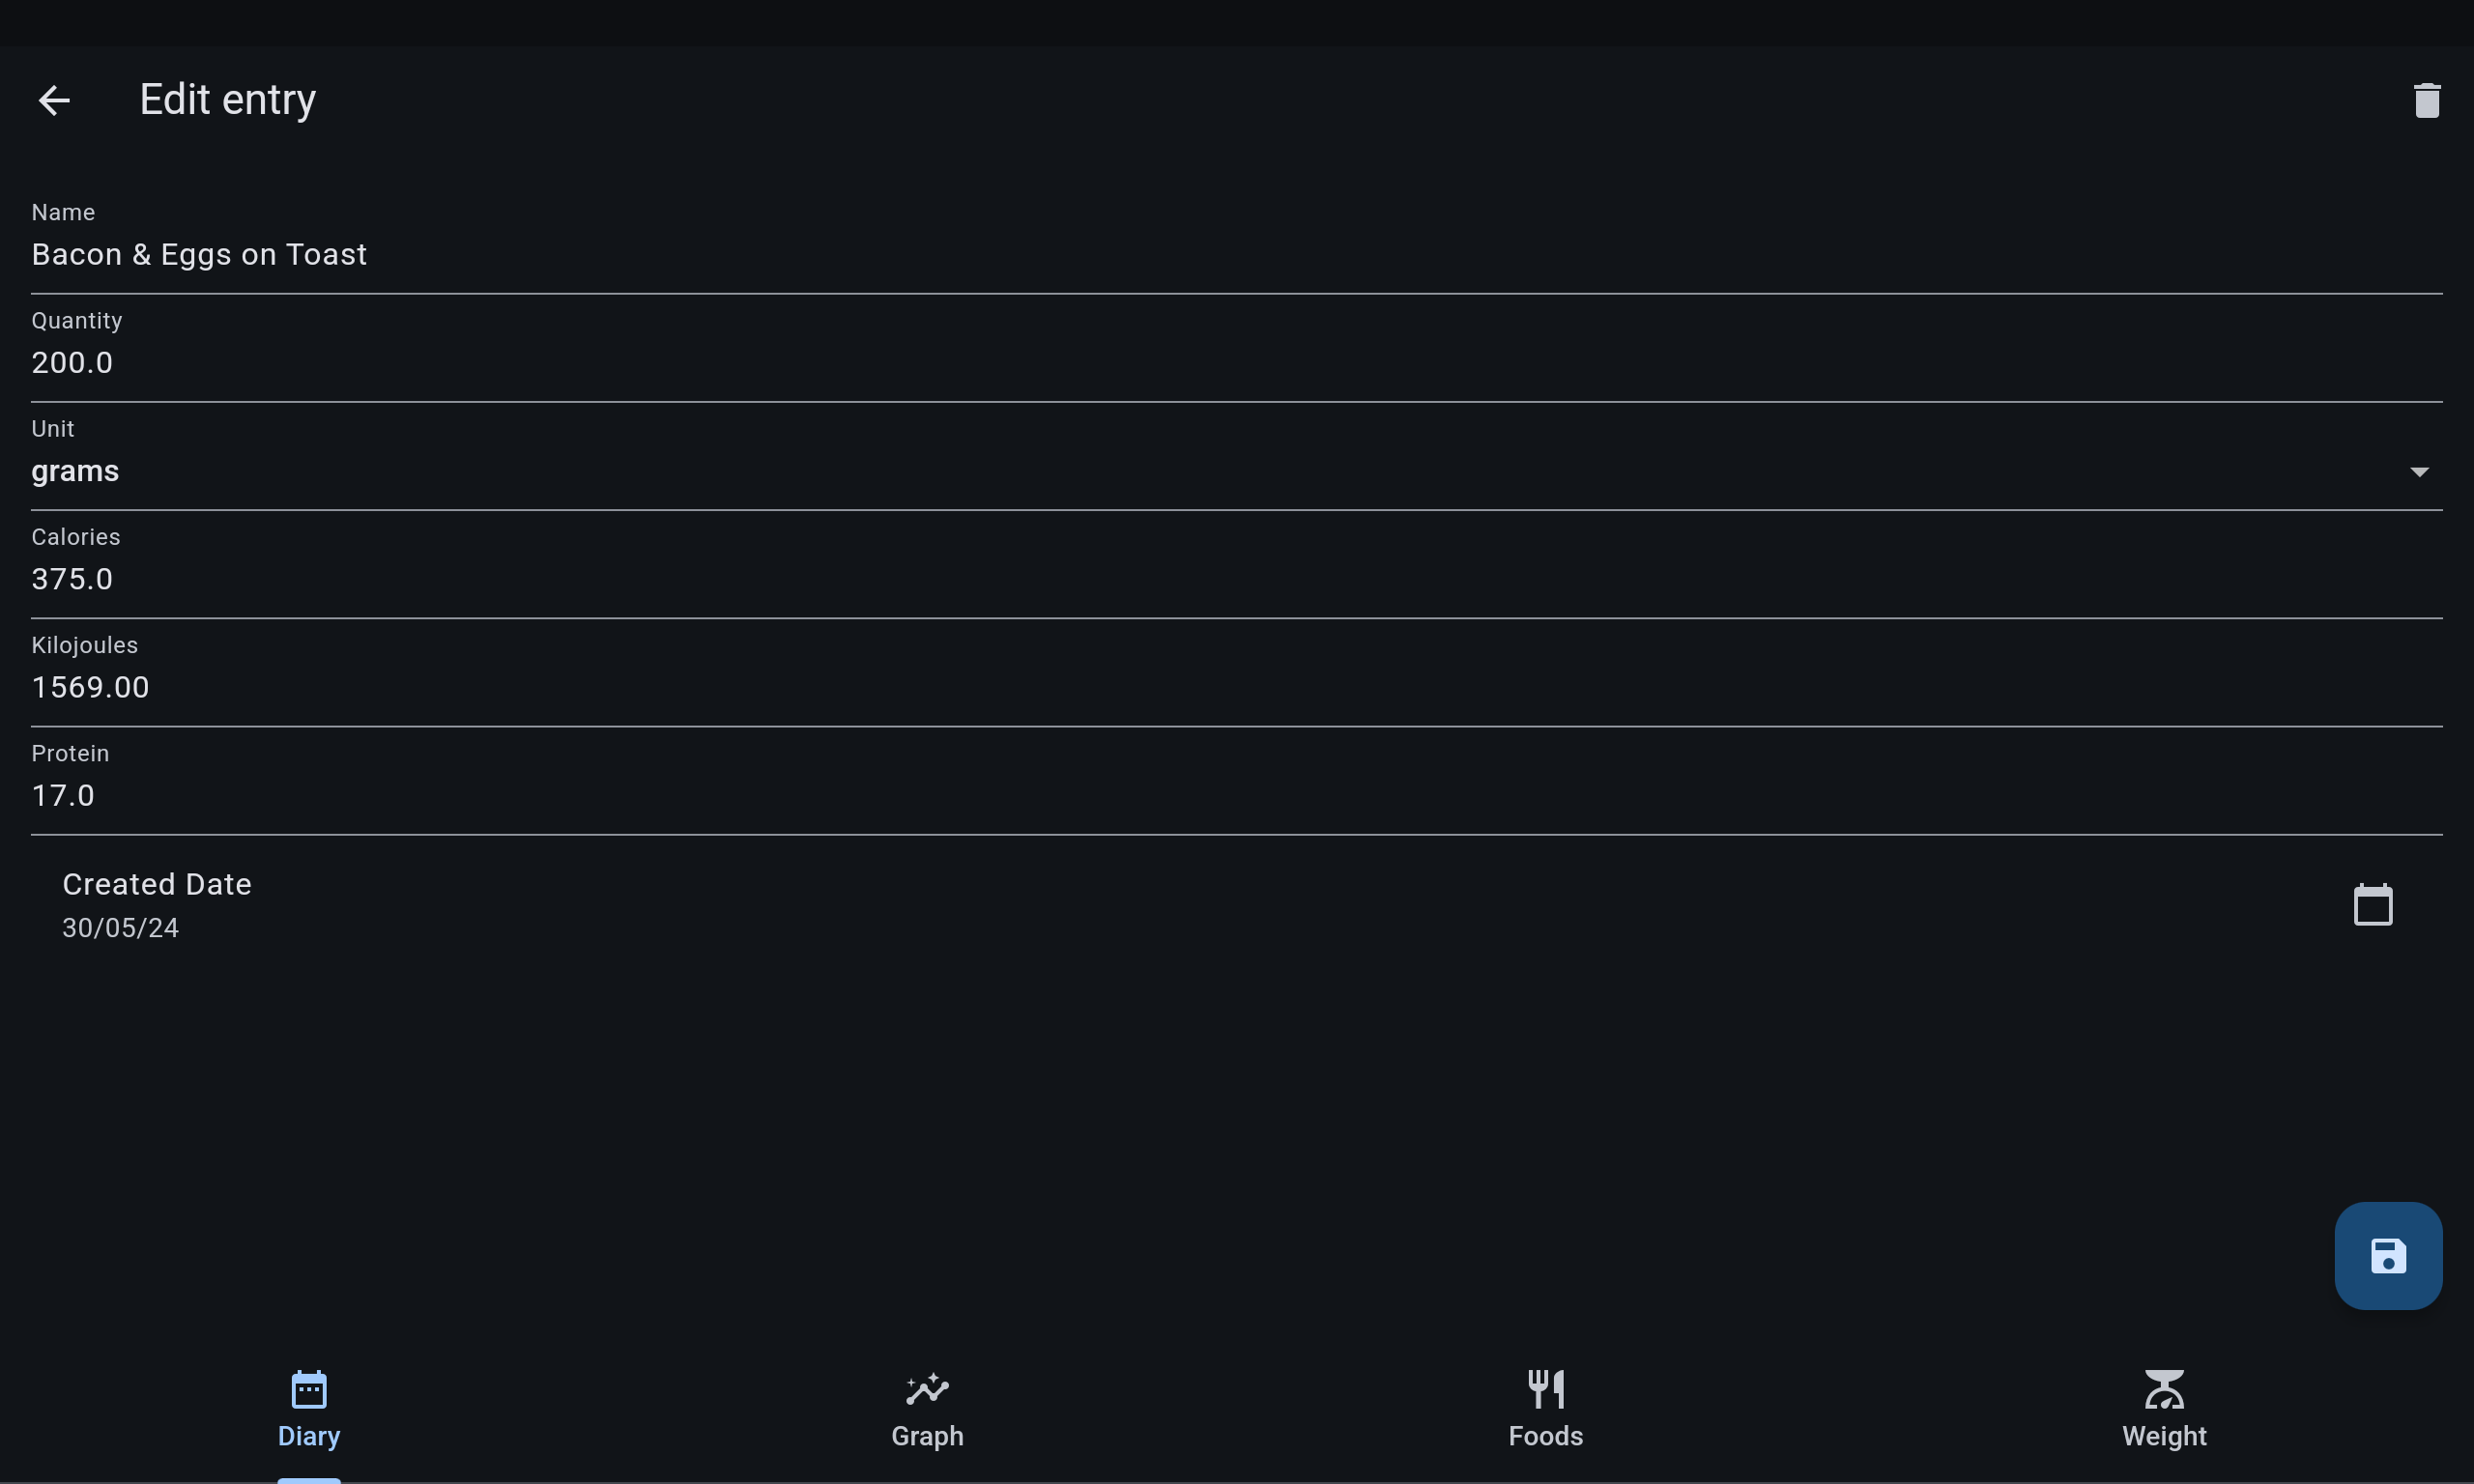 Edit entry
Name
Bacon & Eggs on Toast
Quantity
200.0
Unit
grams
Calories
375.0
Kilojoules
1569.00
Protein
17.0
Created Date
30/05/24
Diary
Graph
Foods
Weight